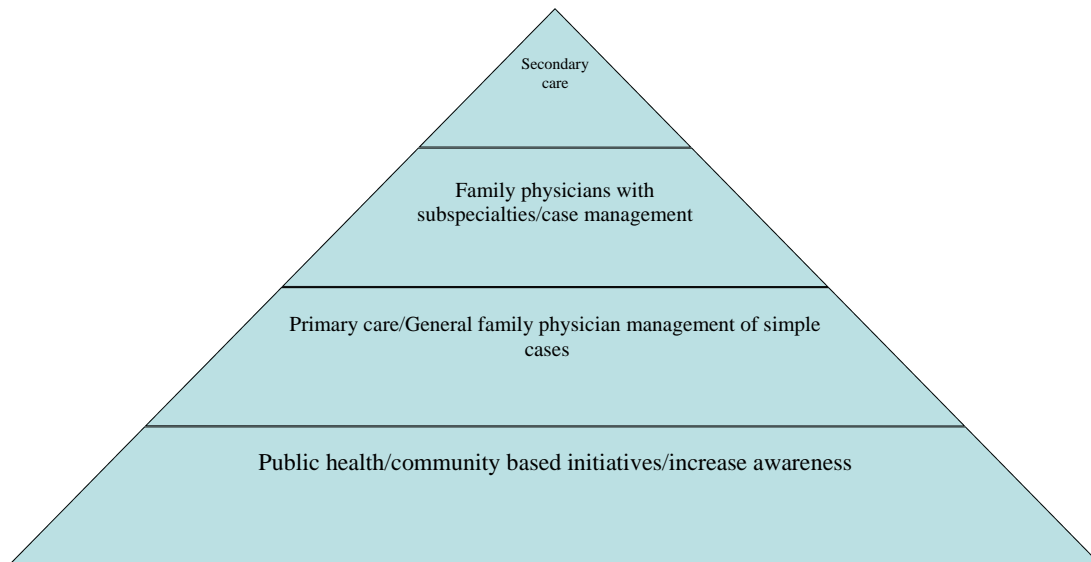 Secondary
care
Family physicians with
subspecialties/case management
Primary care/General family physician management of simple
cases
Public health/community based initiatives/increase awareness